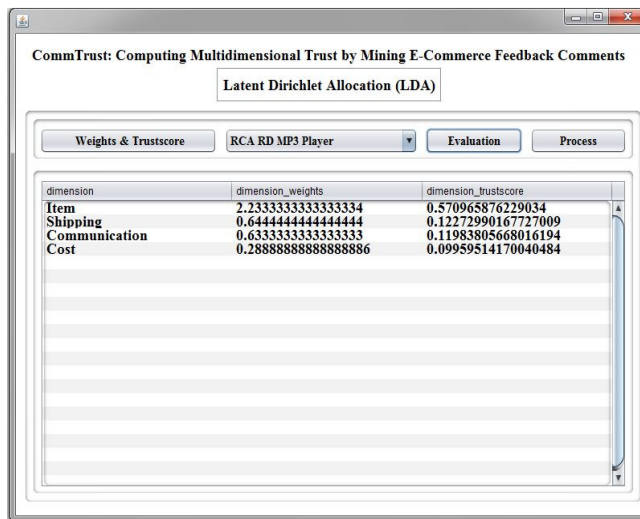 CommTrust: Computing Multidimensional Trust by Mining E-Commerce Feedback Comments
Latent Dirichlet Allocation (LDA)
Weights & Trustscore RCA RD MP3 Player Evaluation Process
dimension dimension_weights dimension_trustscore
Item 2.2333333333333334 0.570965876229034
Shipping 0.6444444444444444 0.12272990167727009
Communication 0.6333333333333333 0.11983805668016194
Cost 0.28888888888888886 0.09959514170040484